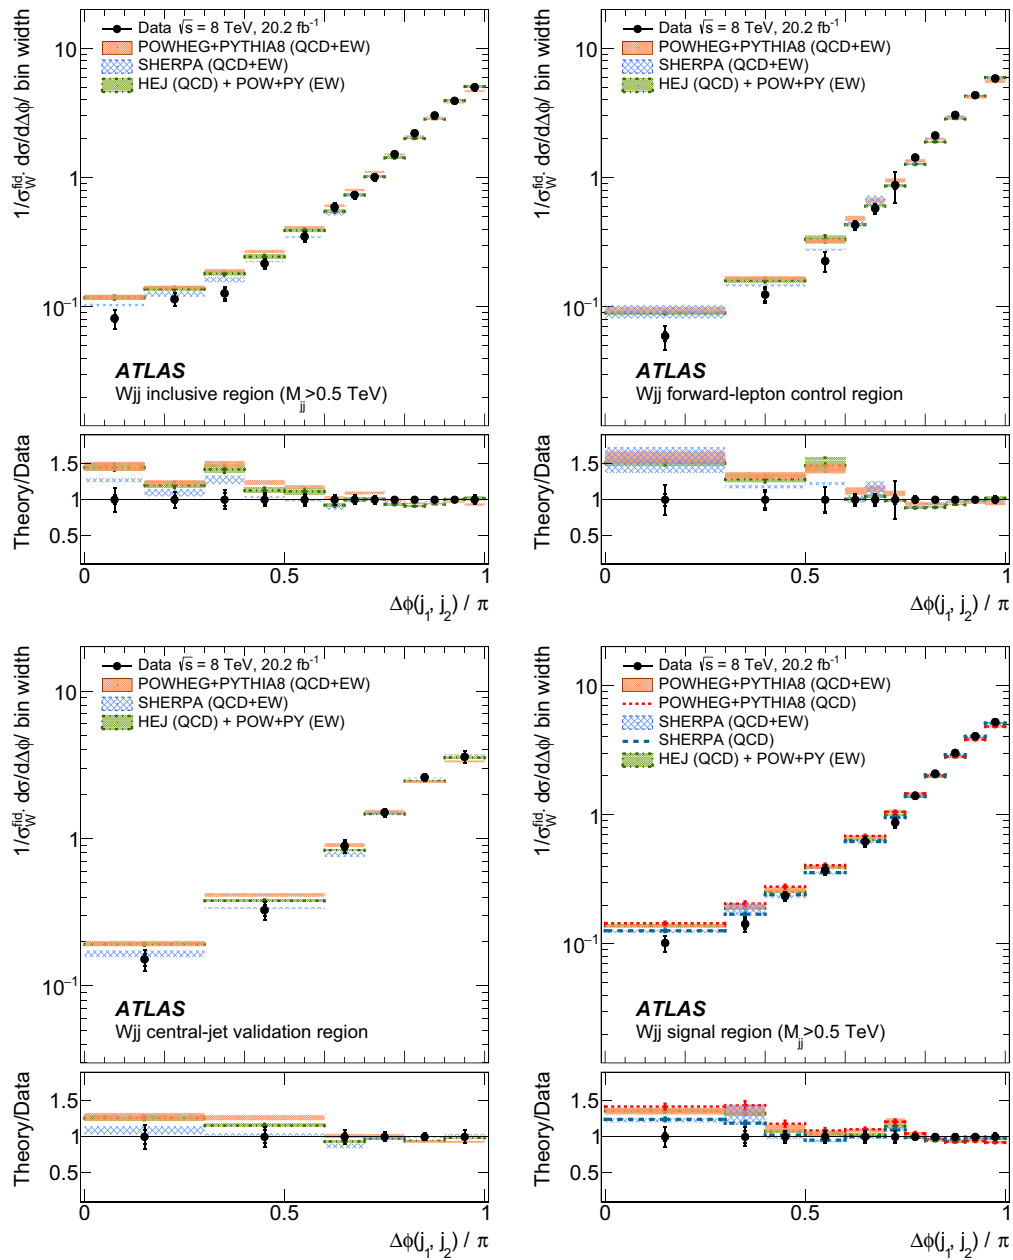 Data √s = 8 TeV, 20.2 fb⁻¹
POWHEG+PYTHIA8 (QCD+EW)
SHERPA (QCD+EW)
HEJ (QCD) + POW+PY (EW)
1/σ_W^fid· dσ/dΔϕ/ bin width
10
1
10⁻¹
ATLAS
Wjj inclusive region (M_jj>0.5 TeV)
Theory/Data
1.5
1
0.5
0 0.5 1
Δϕ(j₁, j₂) / π
Data √s = 8 TeV, 20.2 fb⁻¹
POWHEG+PYTHIA8 (QCD+EW)
SHERPA (QCD+EW)
HEJ (QCD) + POW+PY (EW)
1/σ_W^fid· dσ/dΔϕ/ bin width
10
1
10⁻¹
ATLAS
Wjj forward-lepton control region
Theory/Data
1.5
1
0.5
0 0.5 1
Δϕ(j₁, j₂) / π
Data √s = 8 TeV, 20.2 fb⁻¹
POWHEG+PYTHIA8 (QCD+EW)
SHERPA (QCD+EW)
HEJ (QCD) + POW+PY (EW)
1/σ_W^fid· dσ/dΔϕ/ bin width
10
1
10⁻¹
ATLAS
Wjj central-jet validation region
Theory/Data
1.5
1
0.5
0 0.5 1
Δϕ(j₁, j₂) / π
Data √s = 8 TeV, 20.2 fb⁻¹
POWHEG+PYTHIA8 (QCD+EW)
POWHEG+PYTHIA8 (QCD)
SHERPA (QCD+EW)
SHERPA (QCD)
HEJ (QCD) + POW+PY (EW)
1/σ_W^fid· dσ/dΔϕ/ bin width
10
1
10⁻¹
ATLAS
Wjj signal region (M_jj>0.5 TeV)
Theory/Data
1.5
1
0.5
0 0.5 1
Δϕ(j₁, j₂) / π